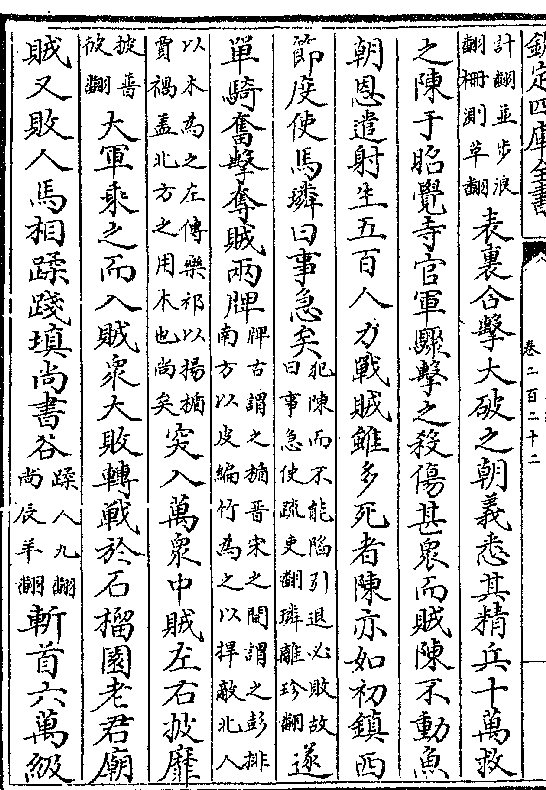 欽定四庫全書
卷二百二十二
計翻並步浪翻柵測革翻表裏合擊大破之朝義悉其精兵十萬救
之陳于昭覺寺官軍驟擊之殺傷甚衆而賊陳不動魚
朝恩遣射生五百人力戰賊雖多死者陳亦如初鎮西
節度使馬璘曰事急矣犯陳而不能陷引退必敗故曰事急使疏吏翻璘離珍翻遂
單騎奮擊奪賊兩牌牌古謂之楯晉宋之間謂之彭排南方以皮編竹為之以捍敵北人
以木為之左傳樂祁以揚楯賈禍盖北方之用木也尚矣突入萬衆中賊左右披靡
披普彼翻大軍乘之而入賊衆大敗轉戰於石榴園老君廟
賊又敗人馬相蹂踐填尚書谷蹂人九翻尚辰羊翻斬首六萬級